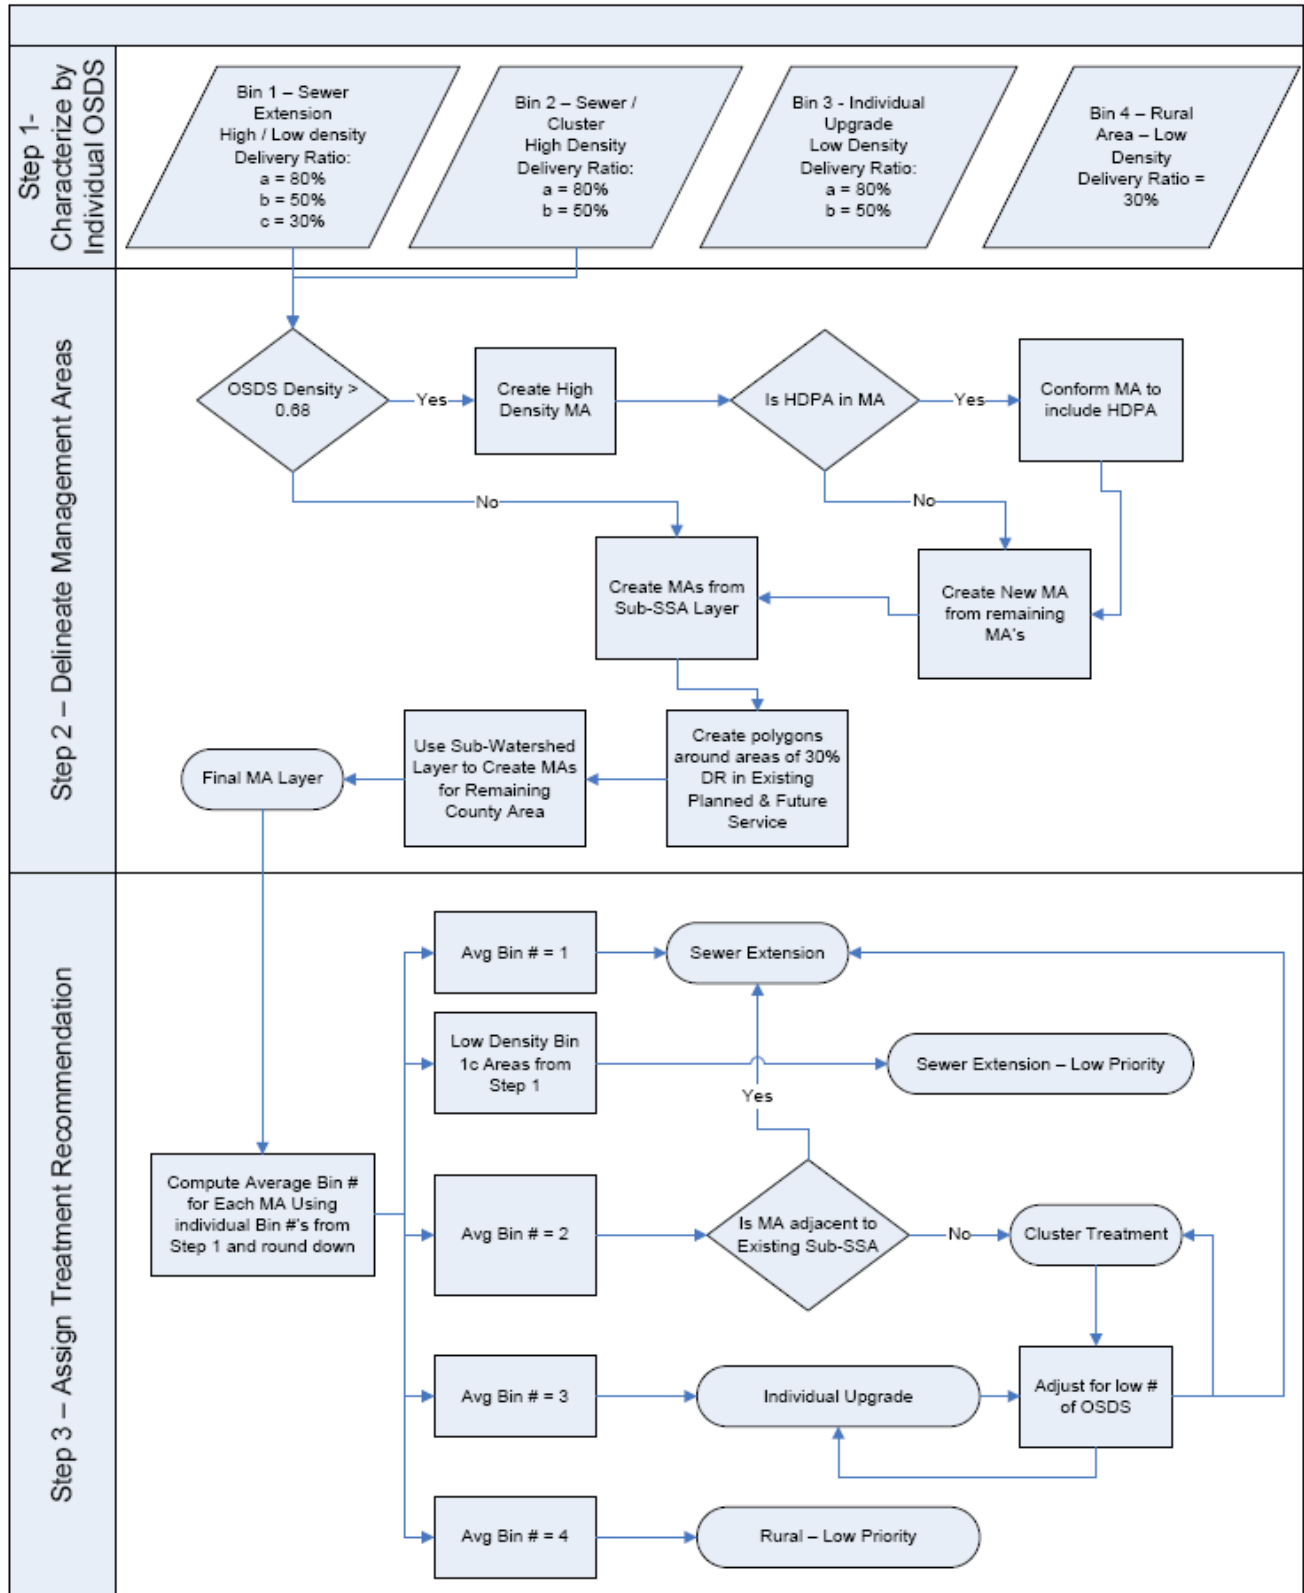 Step 1-
Characterize by
Individual OSDS
Bin 1 – Sewer
Extension
High / Low density
Delivery Ratio:
a = 80%
b = 50%
c = 30%
Bin 2 – Sewer /
Cluster
High Density
Delivery Ratio:
a = 80%
b = 50%
Bin 3 - Individual
Upgrade
Low Density
Delivery Ratio:
a = 80%
b = 50%
Bin 4 – Rural
Area – Low
Density
Delivery Ratio =
30%
Step 2 – Delineate Management Areas
OSDS Density >
0.68
Yes
Create High
Density MA
Is HDPA in MA
Yes
Conform MA to
include HDPA
No
No
Create MAs from
Sub-SSA Layer
Create New MA
from remaining
MA's
Final MA Layer
Use Sub-Watershed
Layer to Create MAs
for Remaining
County Area
Create polygons
around areas of 30%
DR in Existing
Planned & Future
Service
Step 3 – Assign Treatment Recommendation
Avg Bin # = 1
Sewer Extension
Low Density Bin
1c Areas from
Step 1
Sewer Extension – Low Priority
Yes
Compute Average Bin #
for Each MA Using
individual Bin #'s from
Step 1 and round down
Avg Bin # = 2
Is MA adjacent to
Existing Sub-SSA
No
Cluster Treatment
Avg Bin # = 3
Individual Upgrade
Adjust for low #
of OSDS
Avg Bin # = 4
Rural – Low Priority